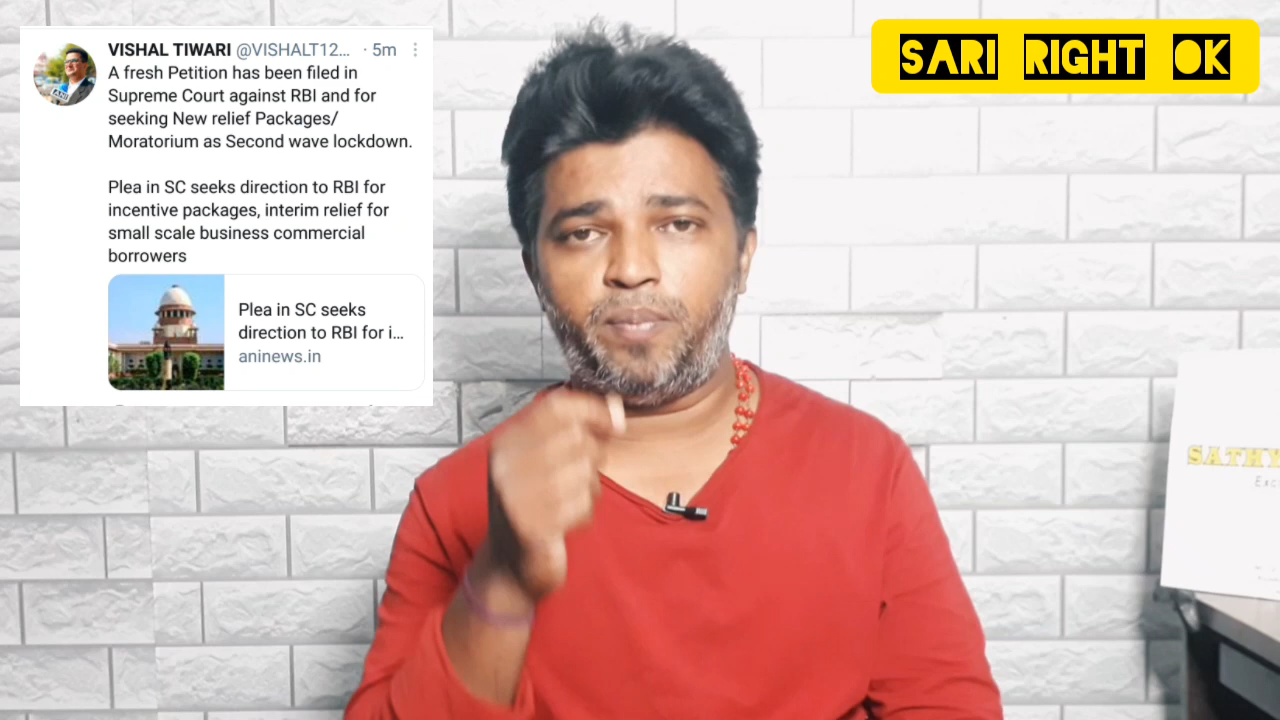 VISHAL TIWARI @VISHALT12... · 5m
A fresh Petition has been filed in
Supreme Court against RBI and for
seeking New relief Packages/
Moratorium as Second wave lockdown.
Plea in SC seeks direction to RBI for
incentive packages, interim relief for
small scale business commercial
borrowers
Plea in SC seeks
direction to RBI for i...
aninews.in
SARI RIGHT OK
SATHY